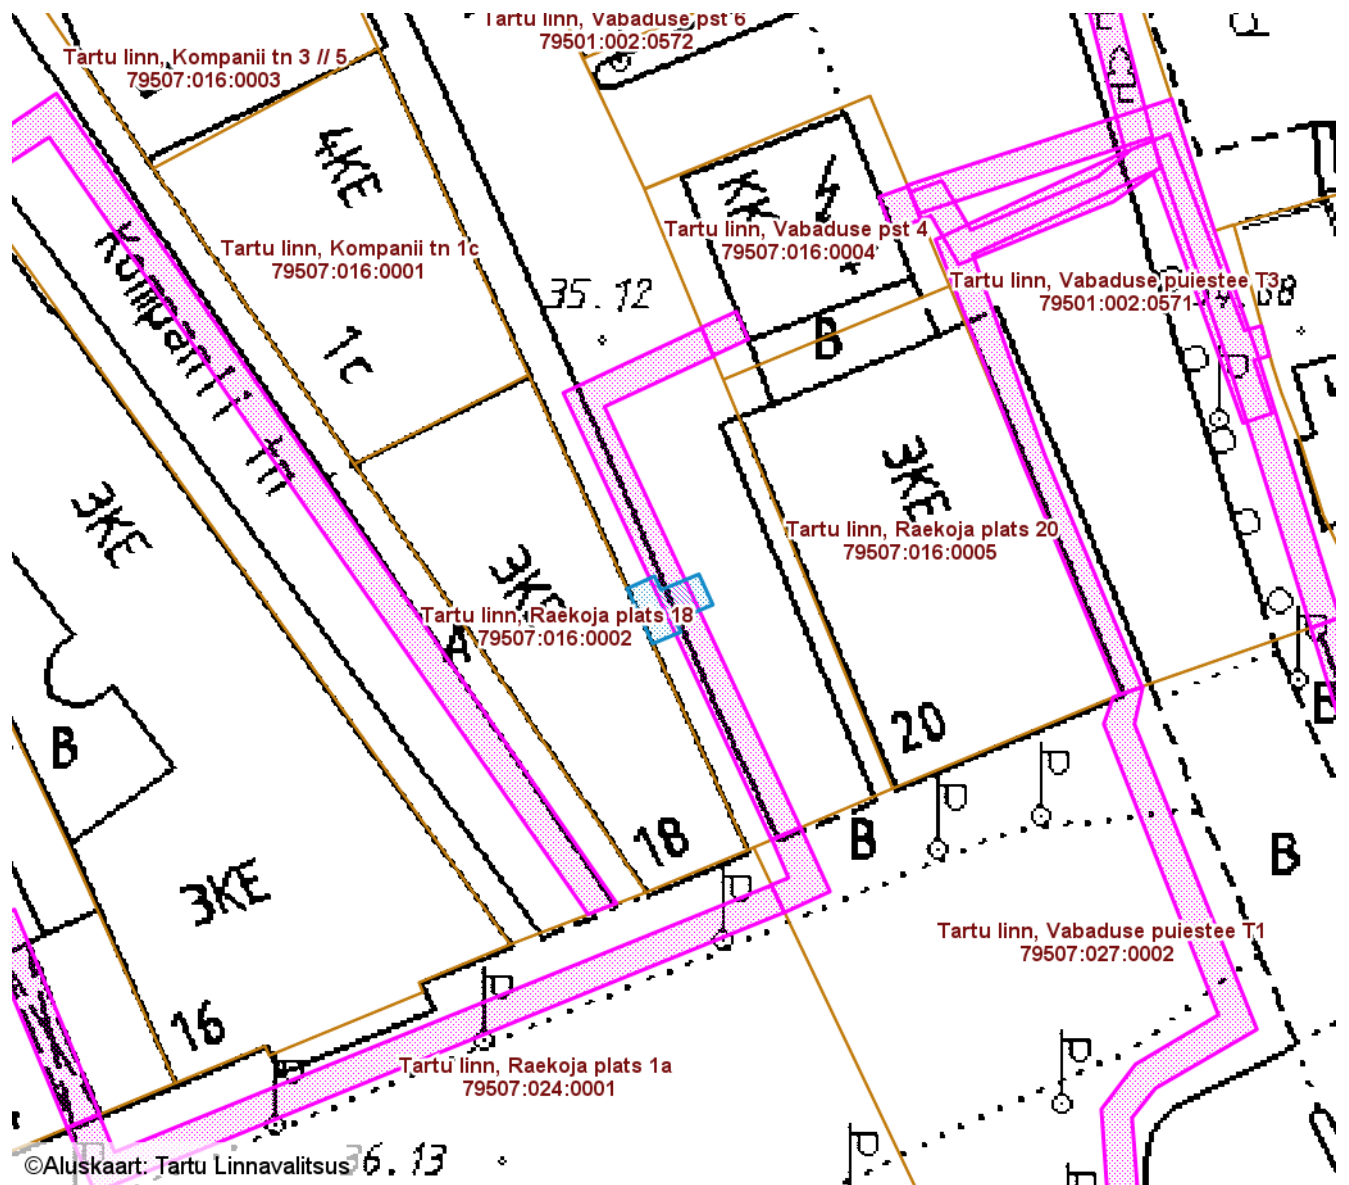 Tartu linn, Vabaduse pst 6
79501:002:0572
Tartu linn, Kompanii tn 3 // 5
79507:016:0003
4KE
KK
Tartu linn, Vabaduse pst 4
79507:016:0004
Tartu linn, Kompanii tn 1c
79507:016:0001
Kompanii tn
35.12
Tartu linn, Vabaduse puiestee T3
79501:002:0571
B
1c
3KE
3KE
3KE
Tartu linn, Raekoja plats 20
79507:016:0005
Tartu linn, Raekoja plats 18
79507:016:0002
A
B
B
20
18
B
B
3KE
Tartu linn, Vabaduse puiestee T1
79507:027:0002
16
Tartu linn, Raekoja plats 1a
79507:024:0001
36.13
©Aluskaart: Tartu Linnavalitsus